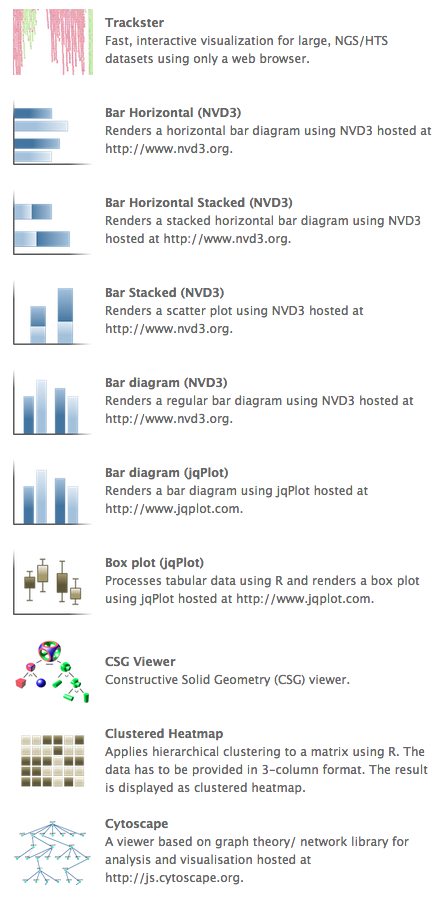 Trackster
Fast, interactive visualization for large, NGS/HTS
datasets using only a web browser.
Bar Horizontal (NVD3)
Renders a horizontal bar diagram using NVD3 hosted at
http://www.nvd3.org.
Bar Horizontal Stacked (NVD3)
Renders a stacked horizontal bar diagram using NVD3
hosted at http://www.nvd3.org.
Bar Stacked (NVD3)
Renders a scatter plot using NVD3 hosted at
http://www.nvd3.org.
Bar diagram (NVD3)
Renders a regular bar diagram using NVD3 hosted at
http://www.nvd3.org.
Bar diagram (jqPlot)
Renders a bar diagram using jqPlot hosted at
http://www.jqplot.com.
Box plot (jqPlot)
Processes tabular data using R and renders a box plot
using jqPlot hosted at http://www.jqplot.com.
CSG Viewer
Constructive Solid Geometry (CSG) viewer.
Clustered Heatmap
Applies hierarchical clustering to a matrix using R. The
data has to be provided in 3-column format. The result
is displayed as clustered heatmap.
Cytoscape
A viewer based on graph theory/ network library for
analysis and visualisation hosted at
http://js.cytoscape.org.